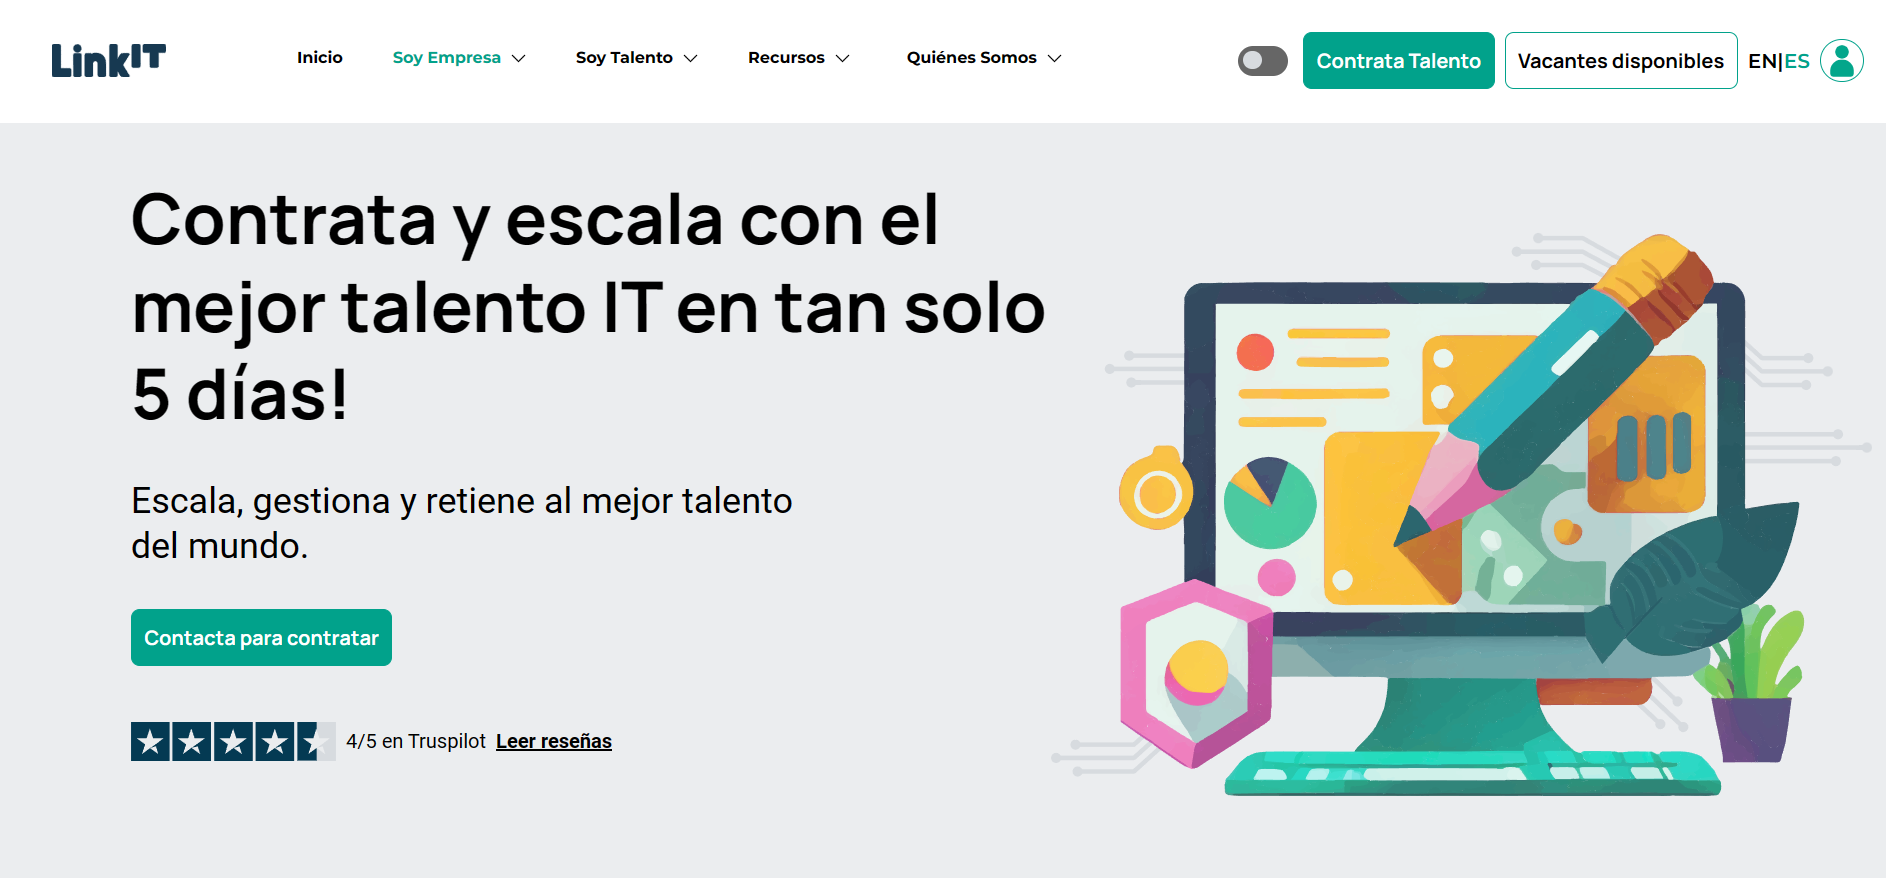 LinkIT
Inicio
Soy Empresa
Soy Talento
Recursos
Quiénes Somos
Contrata Talento
Vacantes disponibles
EN|ES
Contrata y escala con el
mejor talento IT en tan solo
5 días!
Escala, gestiona y retiene al mejor talento
del mundo.
Contacta para contratar
4/5 en Truspilot Leer reseñas